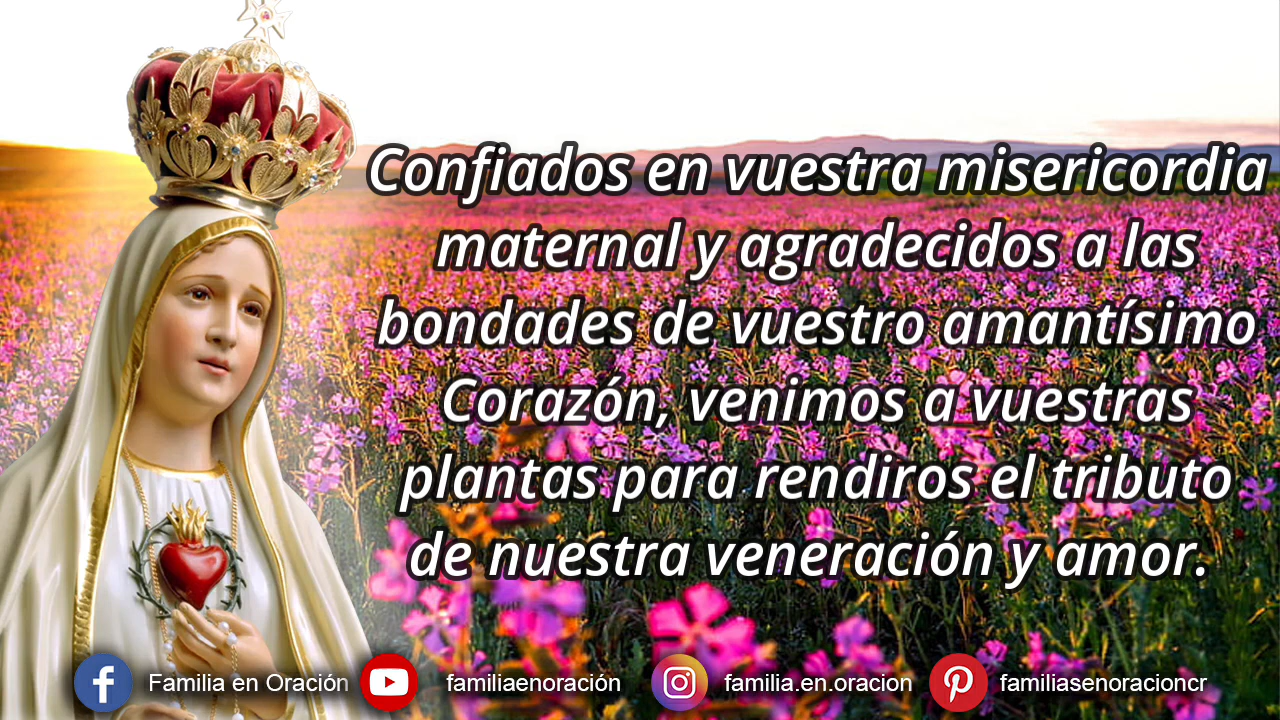 Confiados en vuestra misericordia
maternal y agradecidos a las
bondades de vuestro amantísimo
Corazón, venimos a vuestras
plantas para rendiros el tributo
de nuestra veneración y amor.
Familia en Oración
familiaenoración
familia.en.oracion
familiasenoracioncr